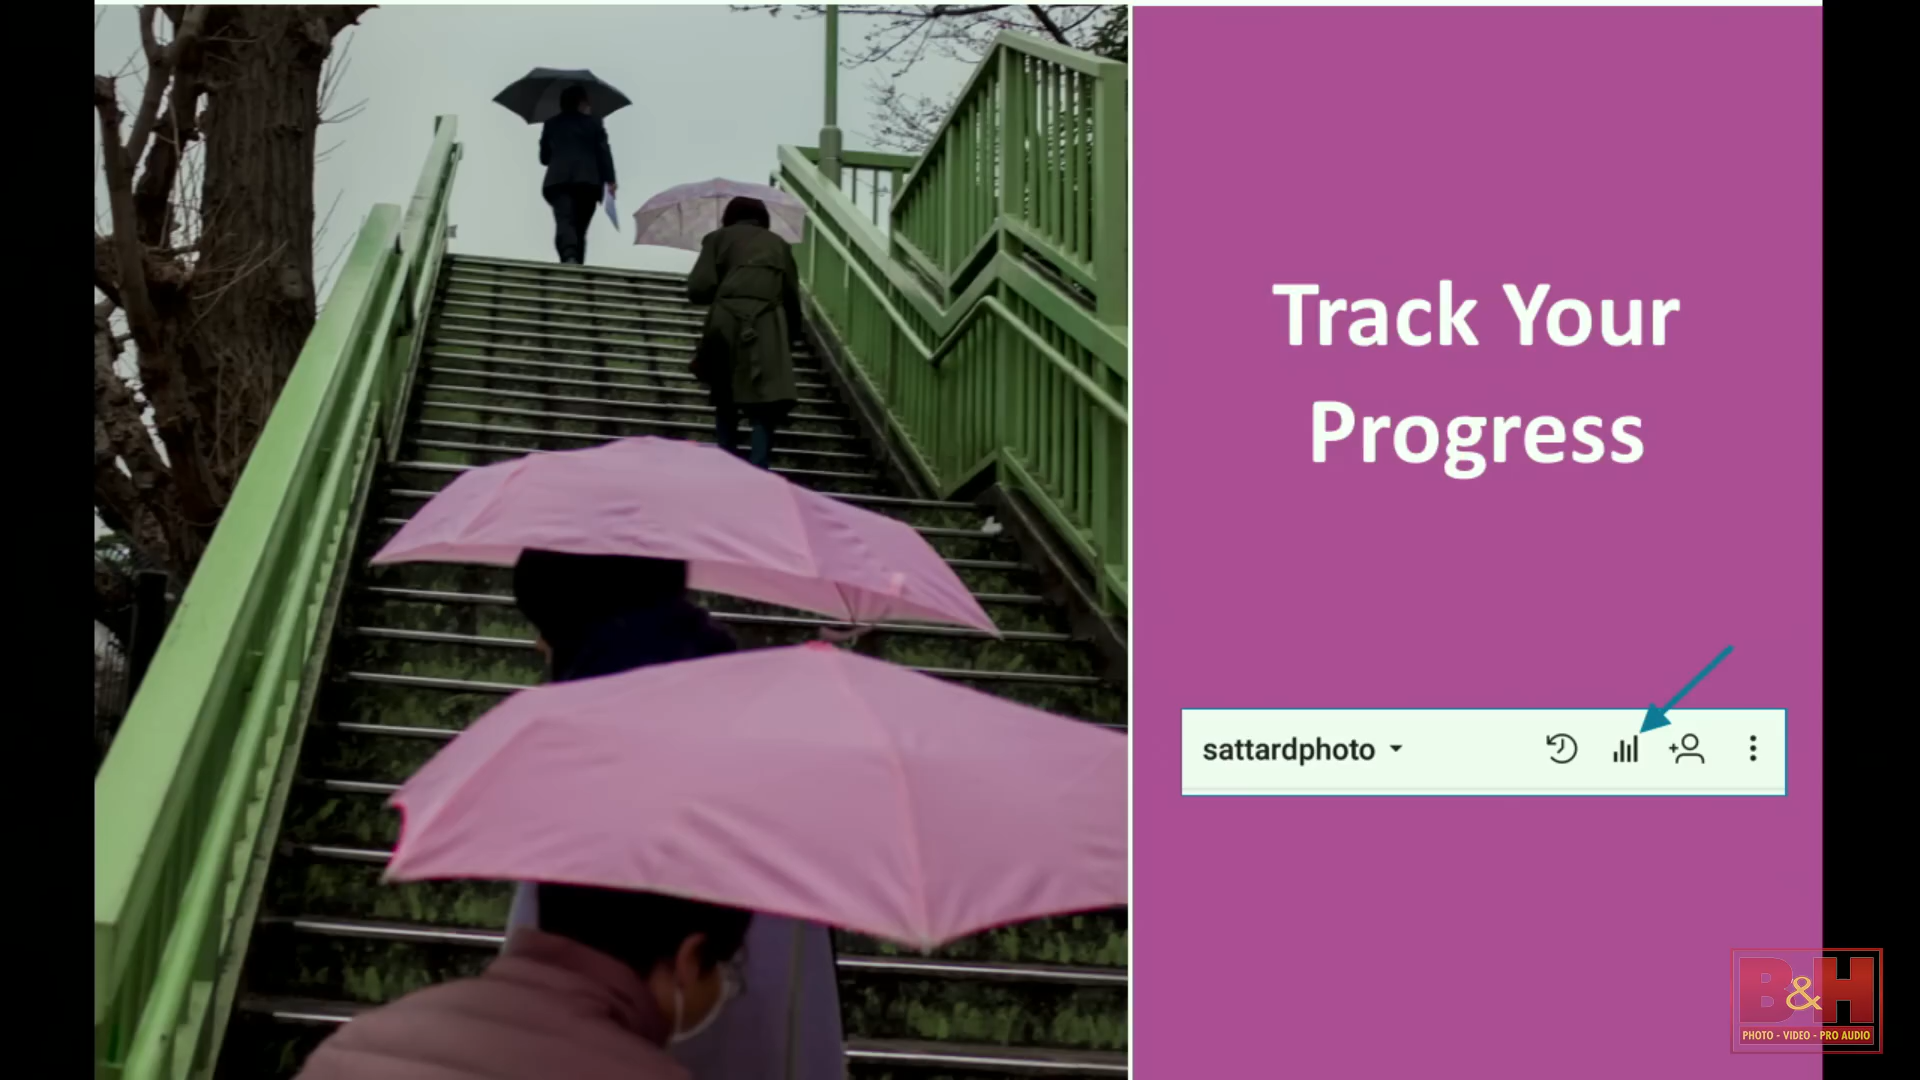 Track Your
Progress
sattardphoto
B&H
PHOTO - VIDEO - PRO AUDIO